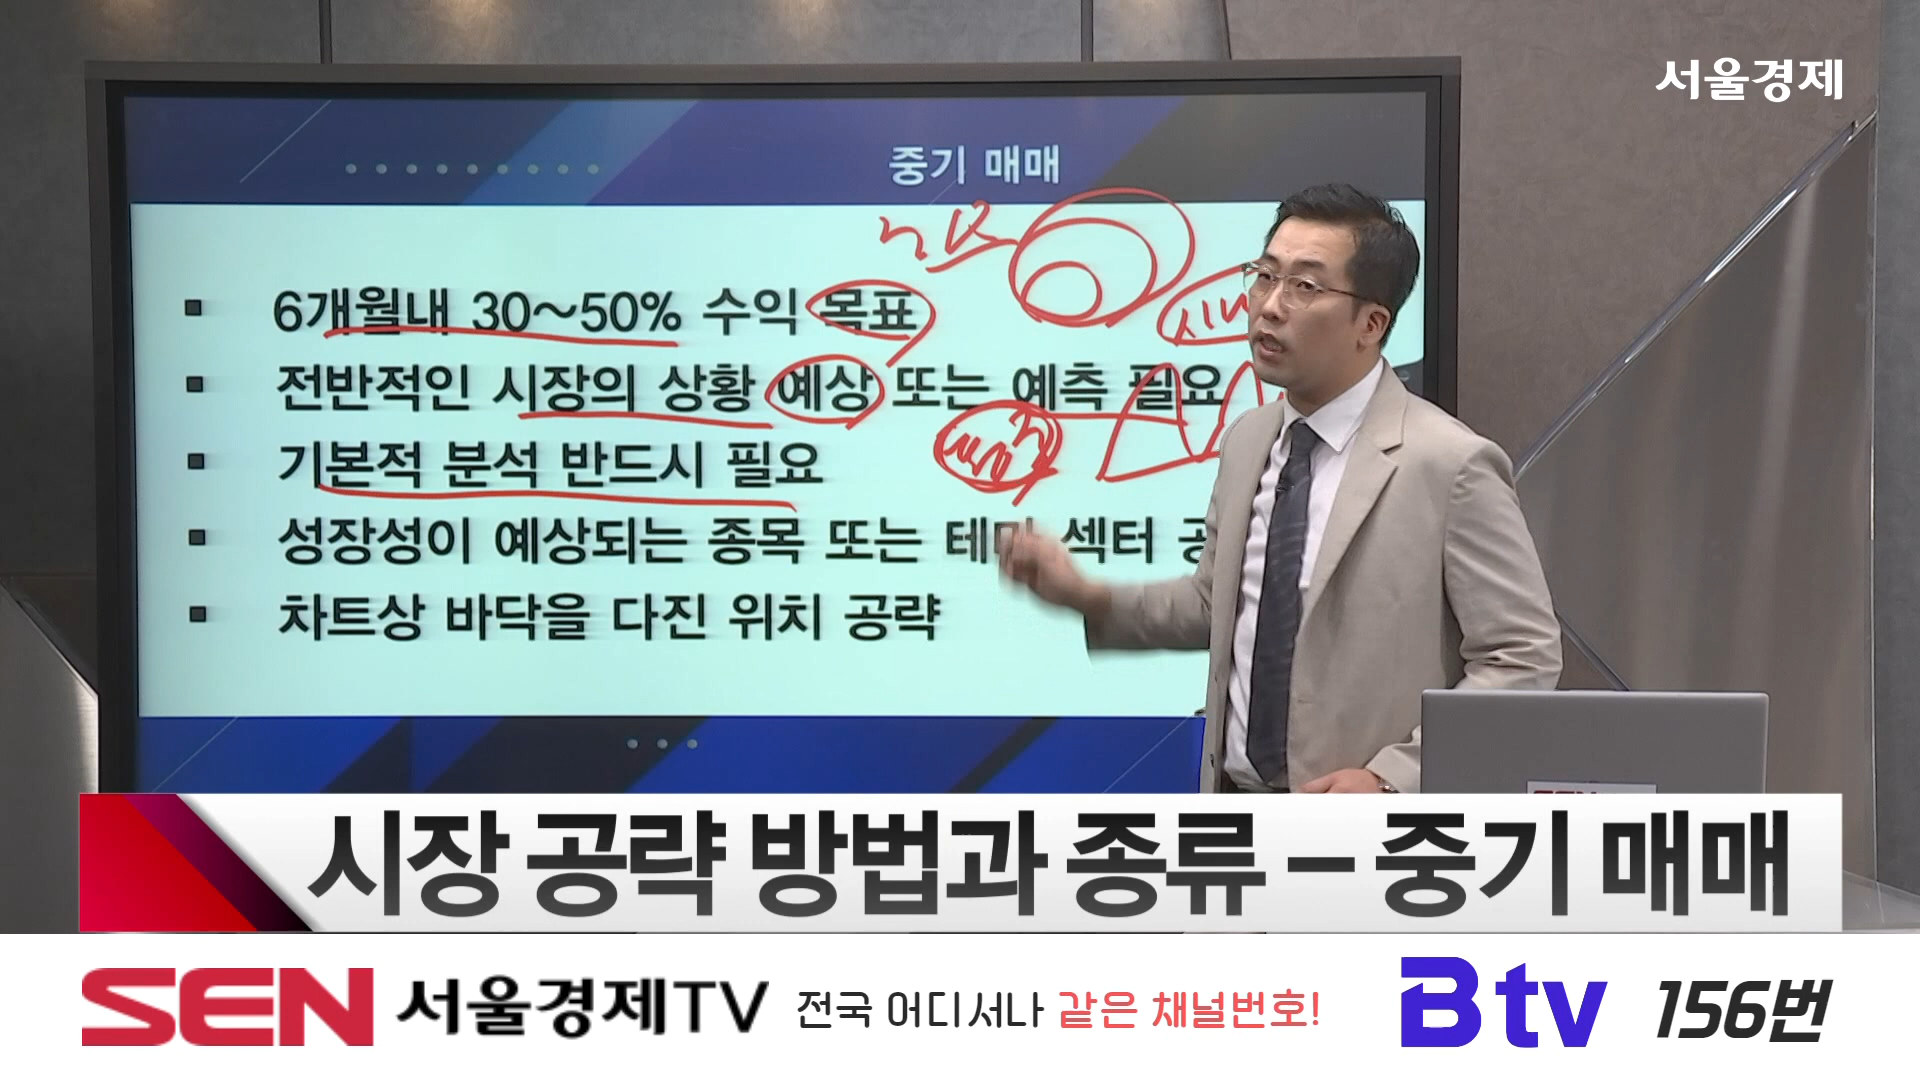 서울경제
중기 매매
▪ 6개월내 30~50% 수익 목표
▪ 전반적인 시장의 상황 예상 또는 예측 필요
▪ 기본적 분석 반드시 필요
▪ 성장성이 예상되는 종목 또는 테마 섹터
▪ 차트상 바닥을 다진 위치 공략
시장 공략 방법과 종류 – 중기 매매
SEN 서울경제TV 전국 어디서나 같은 채널번호! B tv 156번